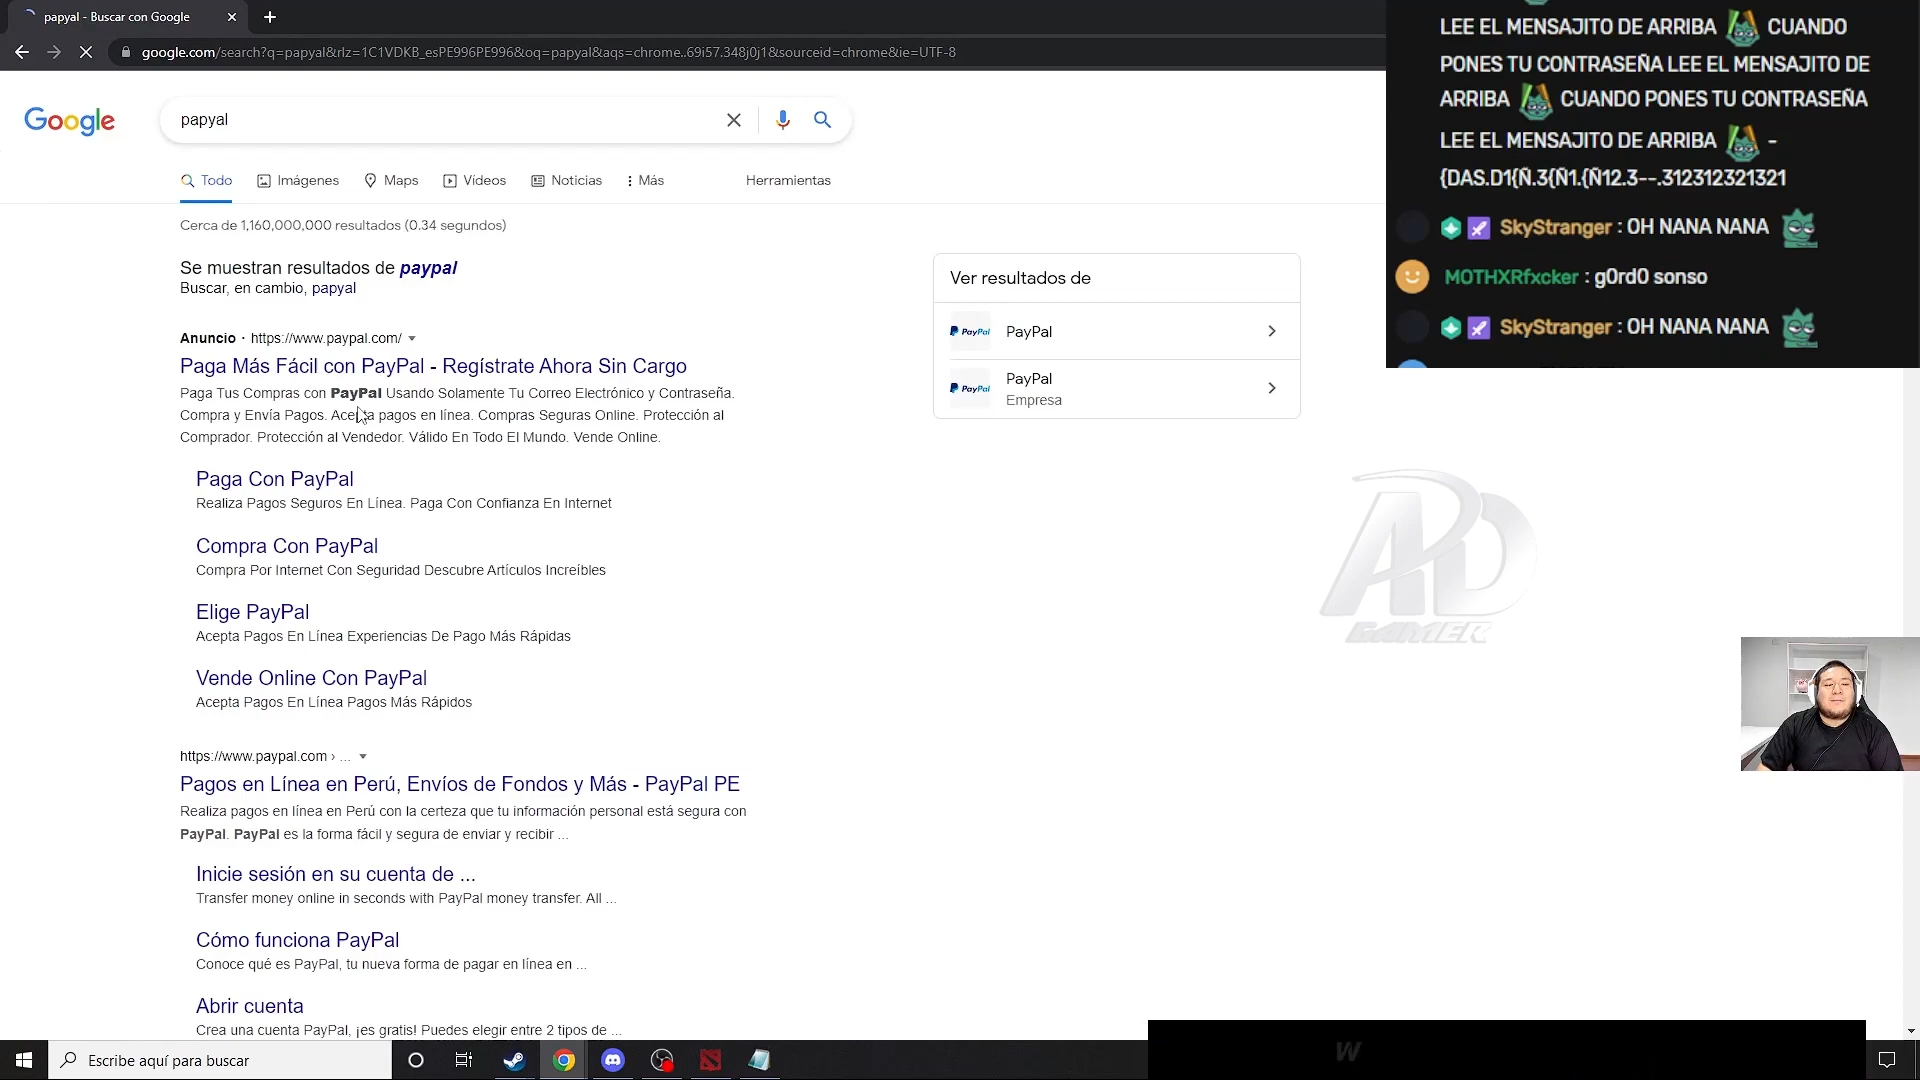 papyal - Buscar con Google
google.com/search?q=papyal&rlz=1C1VDKB_esPE996PE996&oq=papyal&aqs=chrome..69i57.348j0j1&sourceid=chrome&ie=UTF-8
Google
papyal
Todo
Imágenes
Maps
Vídeos
Noticias
Más
Herramientas
Cerca de 1,160,000,000 resultados (0.34 segundos)
Se muestran resultados de paypal
Buscar, en cambio, papyal
Anuncio · https://www.paypal.com/
Paga Más Fácil con PayPal - Regístrate Ahora Sin Cargo
Paga Tus Compras con PayPal Usando Solamente Tu Correo Electrónico y Contraseña.
Compra y Envía Pagos. Acepta pagos en línea. Compras Seguras Online. Protección al
Comprador. Protección al Vendedor. Válido En Todo El Mundo. Vende Online.
Paga Con PayPal
Realiza Pagos Seguros En Línea. Paga Con Confianza En Internet
Compra Con PayPal
Compra Por Internet Con Seguridad Descubre Artículos Increíbles
Elige PayPal
Acepta Pagos En Línea Experiencias De Pago Más Rápidas
Vende Online Con PayPal
Acepta Pagos En Línea Pagos Más Rápidos
https://www.paypal.com › ...
Pagos en Línea en Perú, Envíos de Fondos y Más - PayPal PE
Realiza pagos en línea en Perú con la certeza que tu información personal está segura con
PayPal. PayPal es la forma fácil y segura de enviar y recibir ...
Inicie sesión en su cuenta de ...
Transfer money online in seconds with PayPal money transfer. All ...
Cómo funciona PayPal
Conoce qué es PayPal, tu nueva forma de pagar en línea en ...
Abrir cuenta
Crea una cuenta PayPal, ¡es gratis! Puedes elegir entre 2 tipos de ...
Ver resultados de
PayPal PayPal
PayPal PayPal
Empresa
LEE EL MENSAJITO DE ARRIBA CUANDO
PONES TU CONTRASEÑA LEE EL MENSAJITO DE
ARRIBA CUANDO PONES TU CONTRASEÑA
LEE EL MENSAJITO DE ARRIBA -
{DAS.D1{Ñ.3{Ñ1.{Ñ12.3--.312312321321
SkyStranger : OH NANA NANA
MOTHXRfxcker : g0rd0 sonso
SkyStranger : OH NANA NANA
AD
GAMER
Escribe aquí para buscar
W